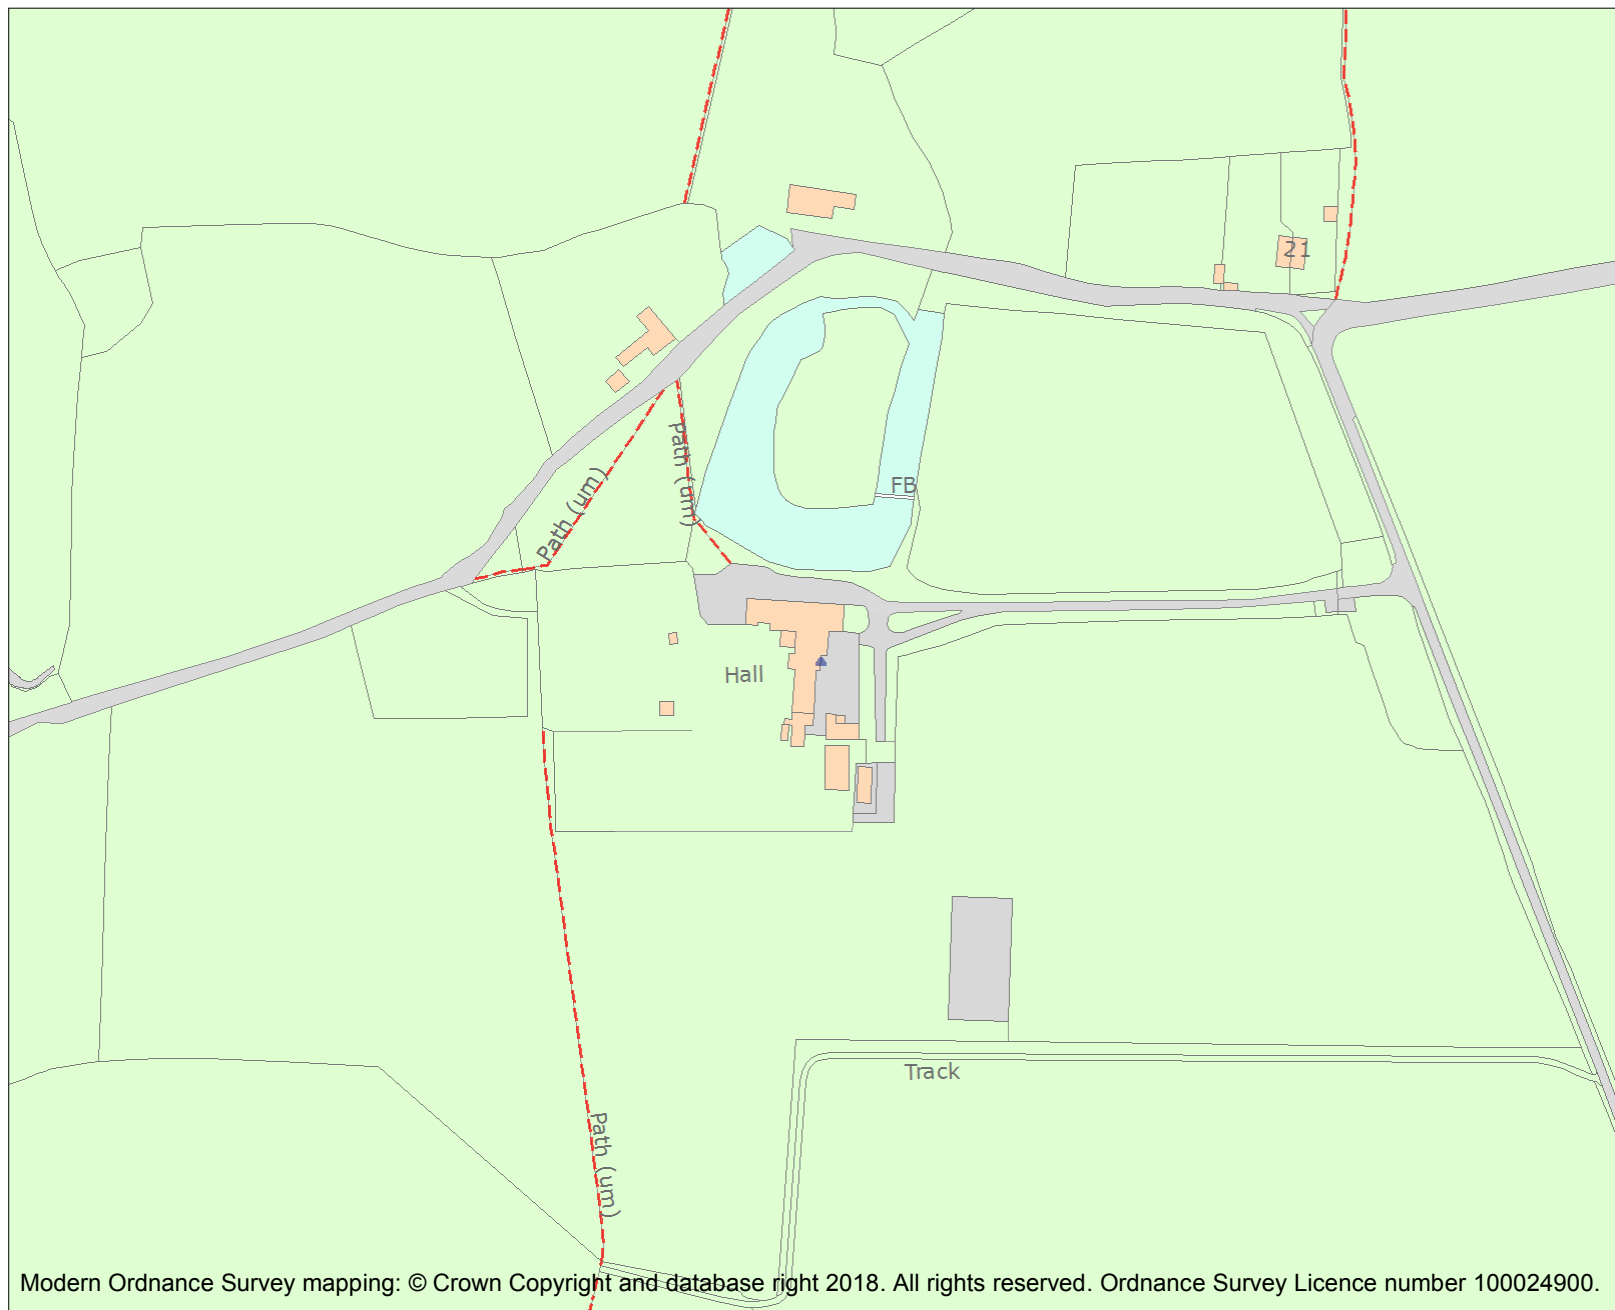 21
Path (um)
FB
Path (um)
Hall
Track
Path (um)
Modern Ordnance Survey mapping: © Crown Copyright and database right 2018. All rights reserved. Ordnance Survey Licence number 100024900.